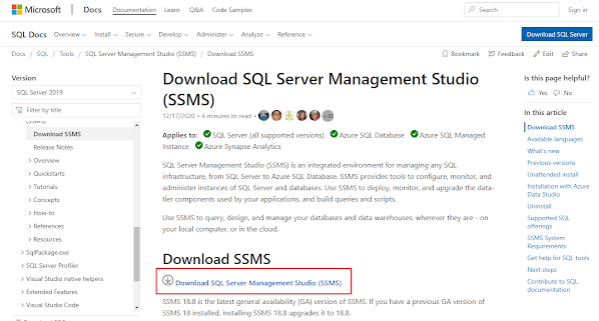 Microsoft Docs Documentation Learn Q&A Code Samples Search Sign in
SQL Docs Overview Install Secure Develop Administer Analyze Reference Download SQL Server
Docs / SQL / Tools / SQL Server Management Studio (SSMS) / Download SSMS Bookmark Feedback Edit Share
Version
SQL Server 2019
Filter by title
(SSMS)
Download SSMS
Release Notes
> Overview
> Quickstarts
> Tutorials
> Concepts
> How-to
> References
> Resources
> SqlPackage.exe
> SQL Server Profiler
> Visual Studio native helpers
> Extended Features
> Visual Studio Code
Download SQL Server Management Studio
(SSMS)
12/17/2020 • 6 minutes to read •
Applies to: SQL Server (all supported versions) Azure SQL Database Azure SQL Managed
Instance Azure Synapse Analytics
SQL Server Management Studio (SSMS) is an integrated environment for managing any SQL
infrastructure, from SQL Server to Azure SQL Database. SSMS provides tools to configure, monitor, and
administer instances of SQL Server and databases. Use SSMS to deploy, monitor, and upgrade the data-
tier components used by your applications, and build queries and scripts.
Use SSMS to query, design, and manage your databases and data warehouses, wherever they are - on
your local computer, or in the cloud.
Download SSMS
Download SQL Server Management Studio (SSMS)
SSMS 18.8 is the latest general availability (GA) version of SSMS. If you have a previous GA version of
SSMS 18 installed, installing SSMS 18.8 upgrades it to 18.8.
Is this page helpful?
Yes No
In this article
Download SSMS
Available languages
What's new
Previous versions
Unattended install
Installation with Azure
Data Studio
Uninstall
Supported SQL
offerings
SSMS System
Requirements
Get help for SQL tools
Next steps
Contribute to SQL
documentation